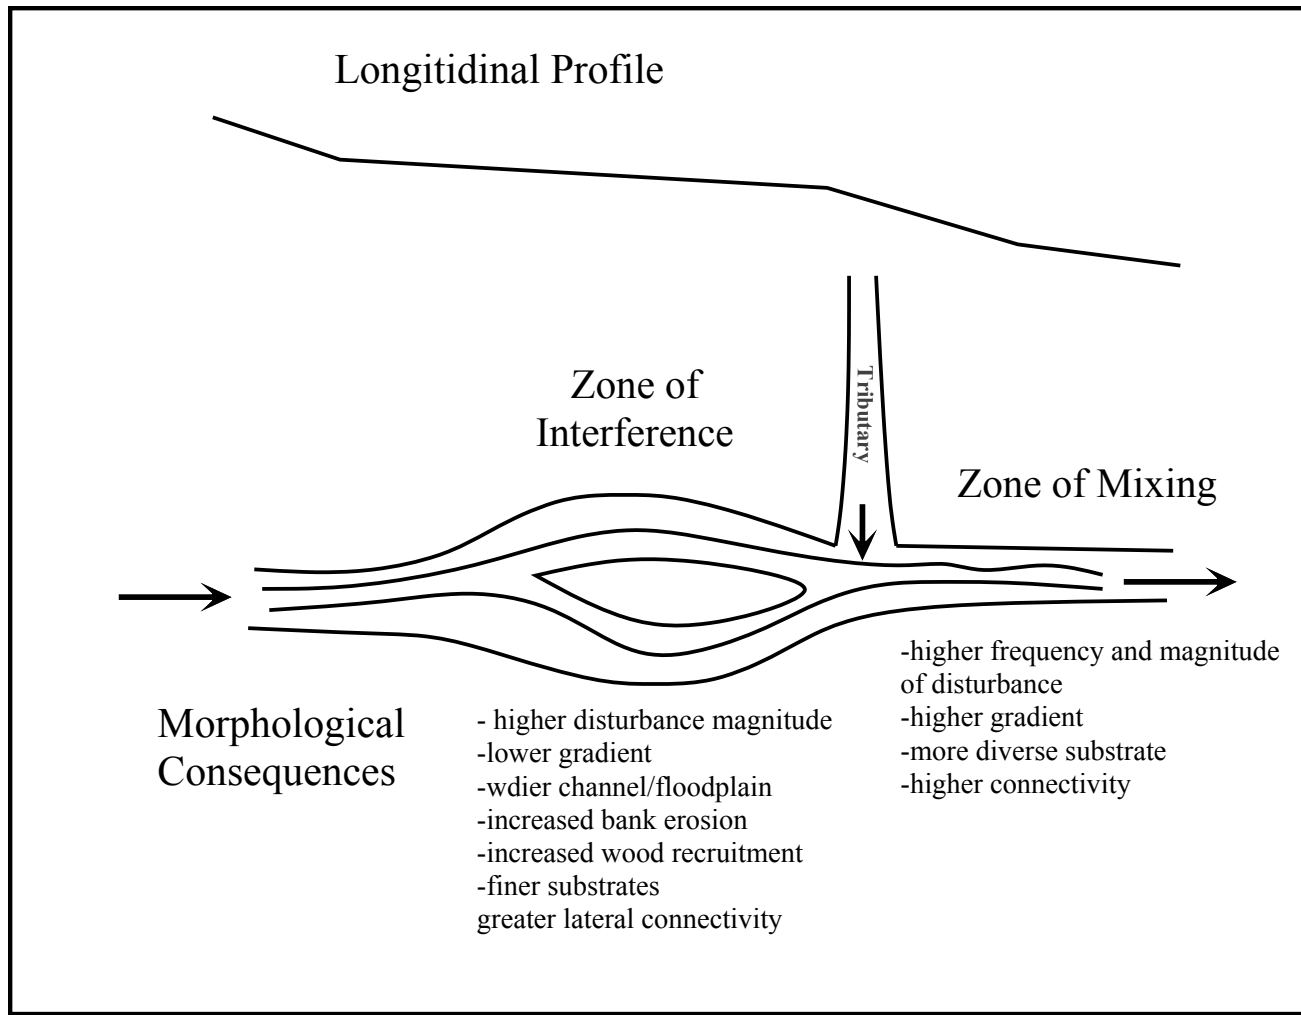 Longitidinal Profile
Zone of
Interference
Tributary
Zone of Mixing
Morphological
Consequences
- higher disturbance magnitude
-lower gradient
-wdier channel/floodplain
-increased bank erosion
-increased wood recruitment
-finer substrates
greater lateral connectivity
-higher frequency and magnitude
of disturbance
-higher gradient
-more diverse substrate
-higher connectivity